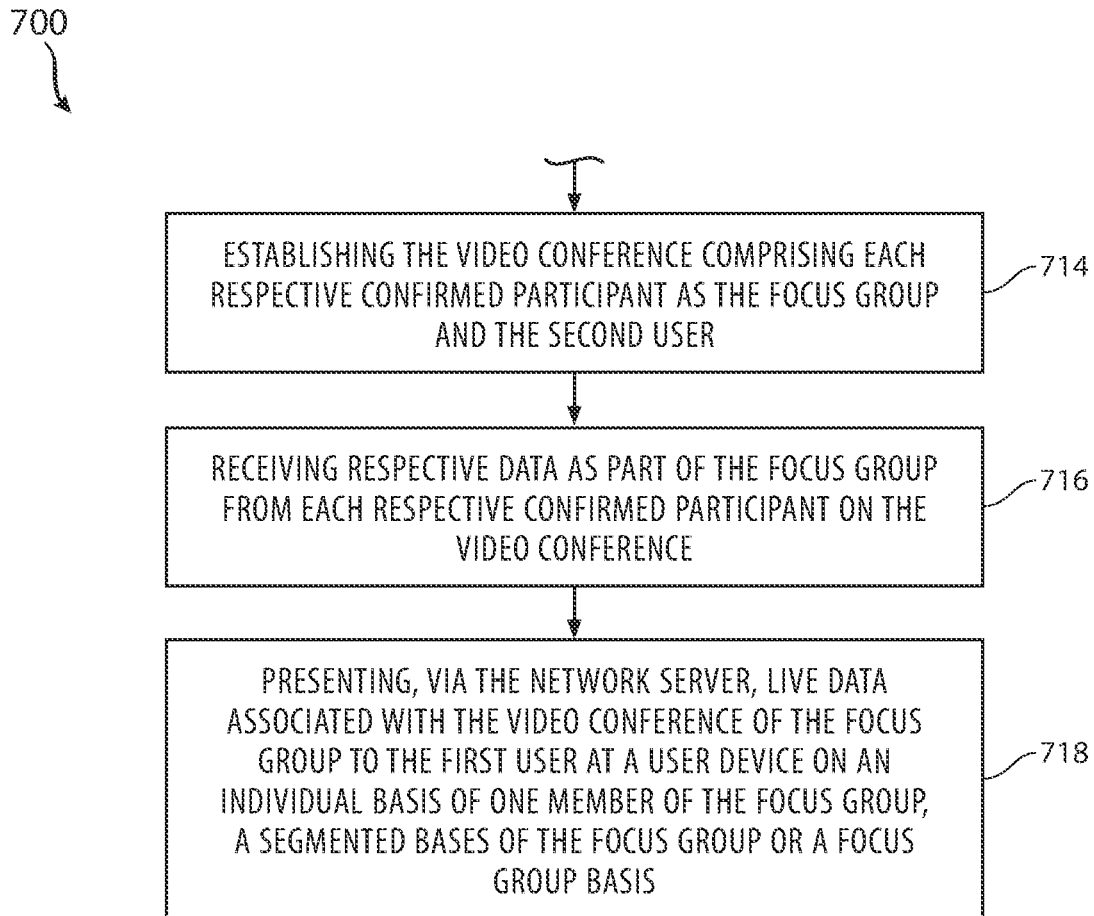 700
ESTABLISHING THE VIDEO CONFERENCE COMPRISING EACH
RESPECTIVE CONFIRMED PARTICIPANT AS THE FOCUS GROUP
AND THE SECOND USER
714
RECEIVING RESPECTIVE DATA AS PART OF THE FOCUS GROUP
FROM EACH RESPECTIVE CONFIRMED PARTICIPANT ON THE
VIDEO CONFERENCE
716
PRESENTING, VIA THE NETWORK SERVER, LIVE DATA
ASSOCIATED WITH THE VIDEO CONFERENCE OF THE FOCUS
GROUP TO THE FIRST USER AT A USER DEVICE ON AN
INDIVIDUAL BASIS OF ONE MEMBER OF THE FOCUS GROUP,
A SEGMENTED BASES OF THE FOCUS GROUP OR A FOCUS
GROUP BASIS
718